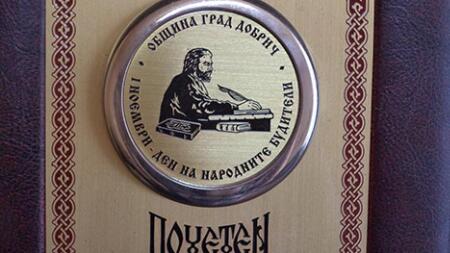 ОБЩИНА ГРАД ДОБРИЧ
1 НОЕМВРИ - ДЕН НА НАРОДНИТЕ БУДИТЕЛИ
ПОЧЕТЕН